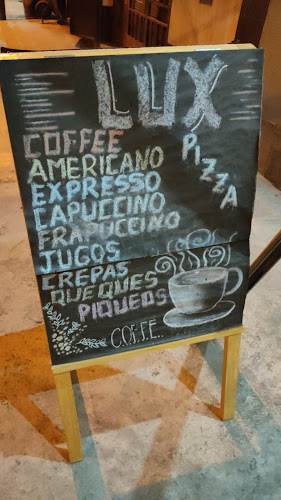 LUX
PIZZA
COFFEE
AMERICANO
EXPRESSO
CAPUCCINO
FRAPUCCINO
JUGOS
CREPAS
QUEQUES
PIQUEOS
COFFE..